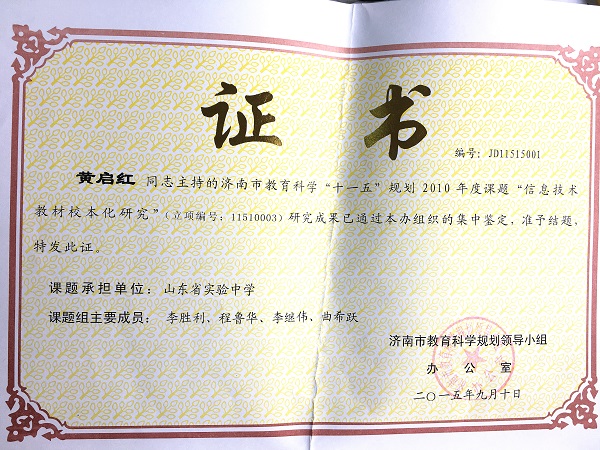 证书
编号：JD11515001
黄启红 同志主持的济南市教育科学“十一五”规划2010年度课题“信息技术
教材校本化研究”（立项编号：11510003）研究成果已通过本办组织的集中鉴定，准予结题，
特发此证。
课题承担单位：山东省实验中学
课题组主要成员：李胜利、程鲁华、李继伟、曲希跃
济南市教育科学规划领导小组
办公室
二〇一五年九月十日